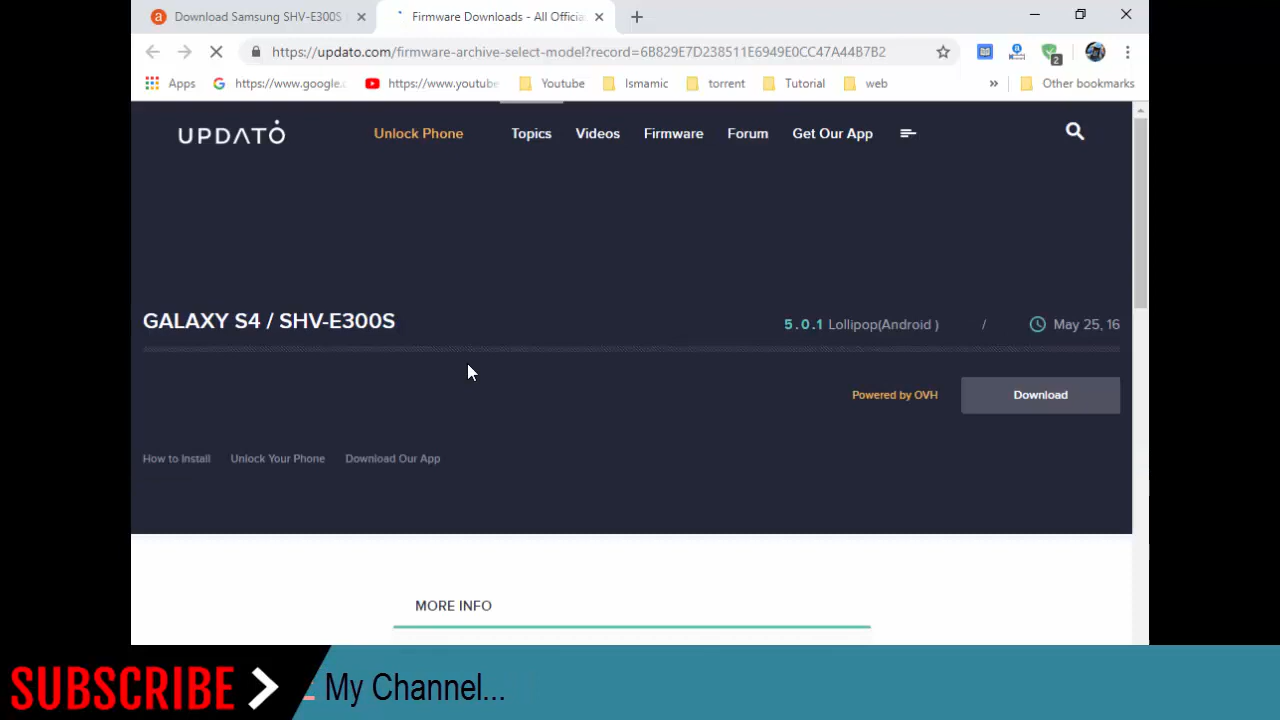 Download Samsung SHV-E300S
Firmware Downloads - All Officia
https://updato.com/firmware-archive-select-model?record=6B829E7D238511E6949E0CC47A44B7B2
2
Apps https://www.google.c https://www.youtube Youtube Ismamic torrent Tutorial web » Other bookmarks
UPDATO Unlock Phone Topics Videos Firmware Forum Get Our App
GALAXY S4 / SHV-E300S 5.0.1 Lollipop(Android ) / May 25, 16
Powered by OVH Download
How to Install Unlock Your Phone Download Our App
MORE INFO
SUBSCRIBE My Channel...